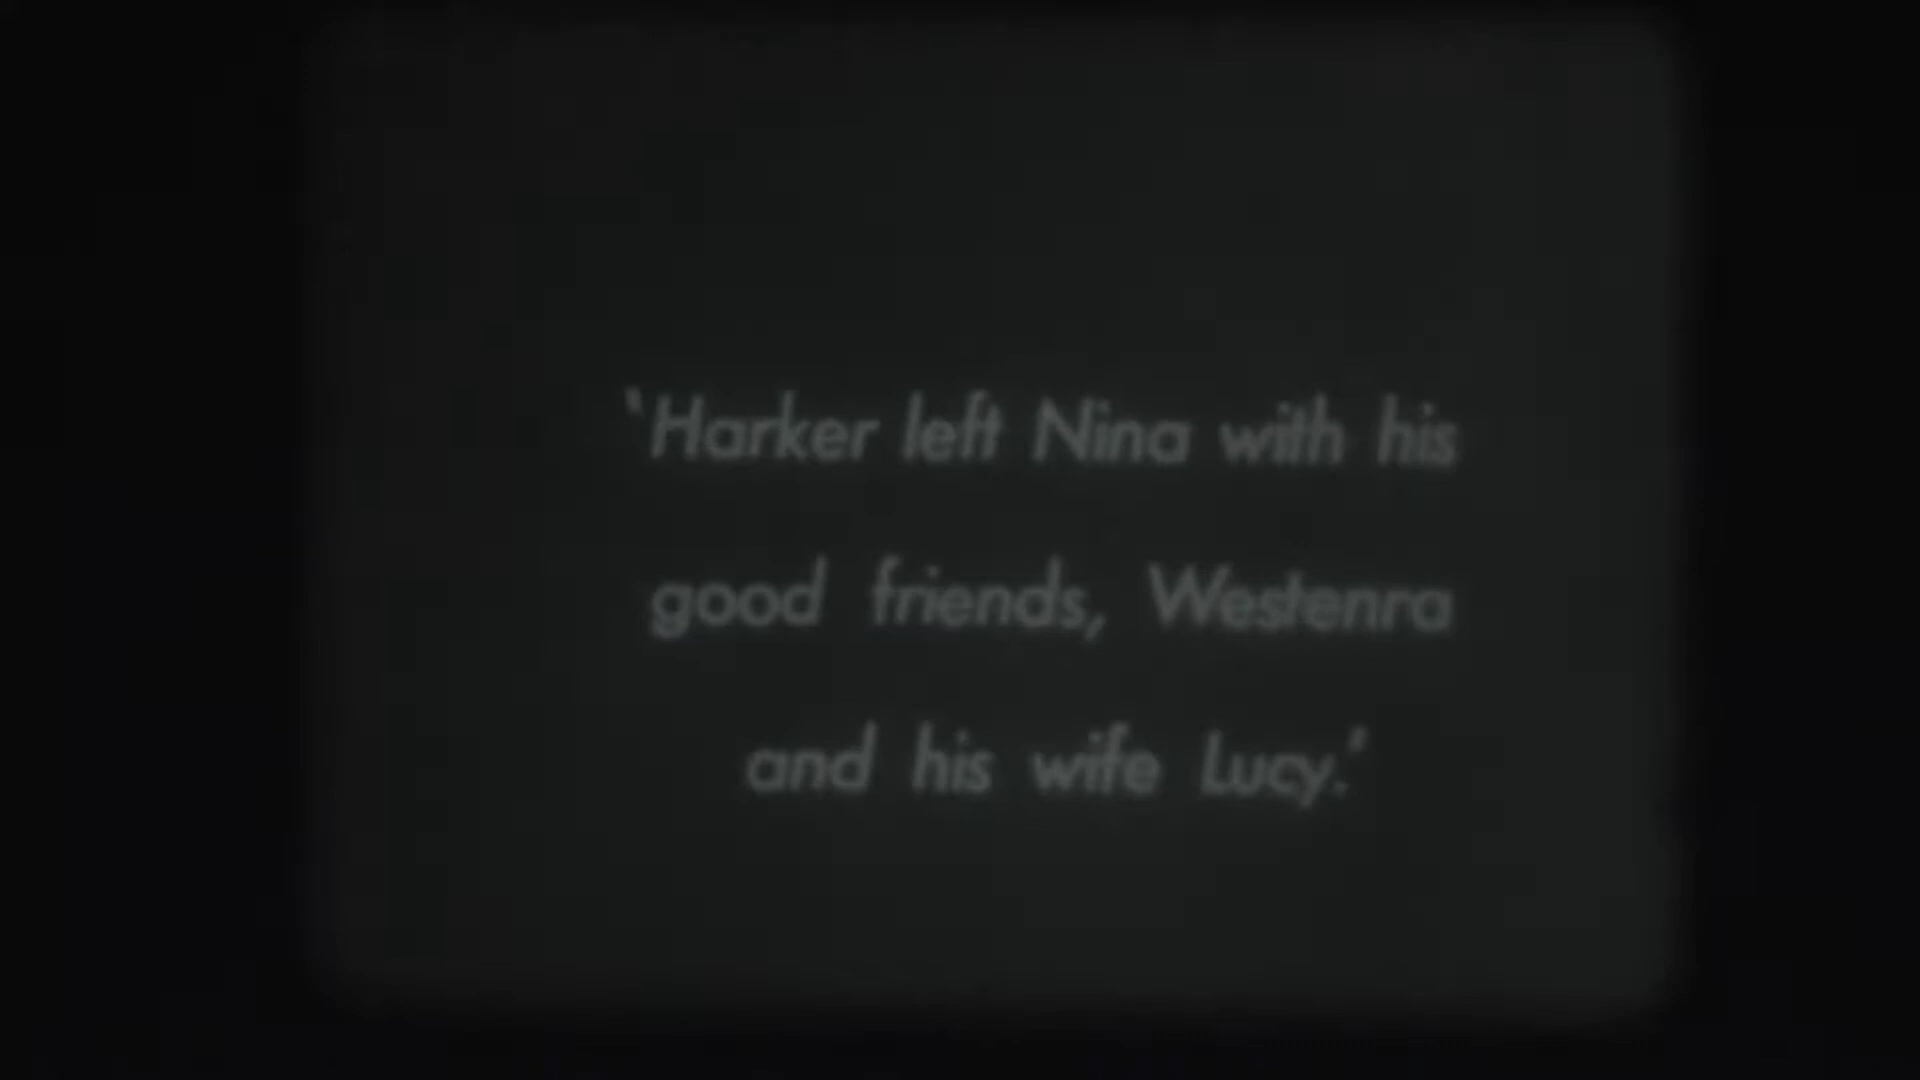 'Harker left Nina with his
good friends, Westenra
and his wife Lucy.'